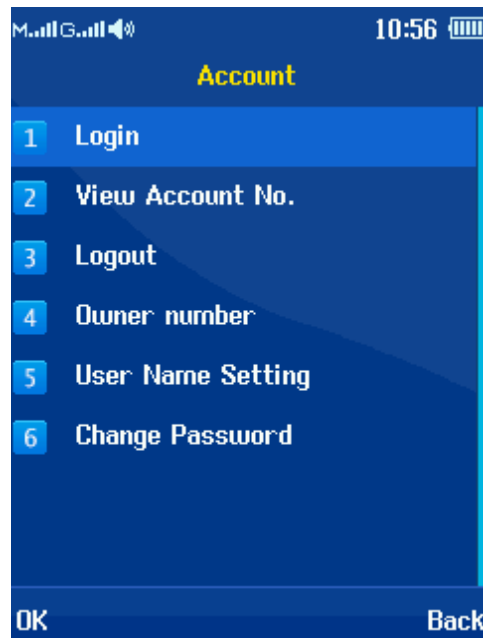 M G 10:56
Account
1 Login
2 View Account No.
3 Logout
4 Owner number
5 User Name Setting
6 Change Password
OK Back